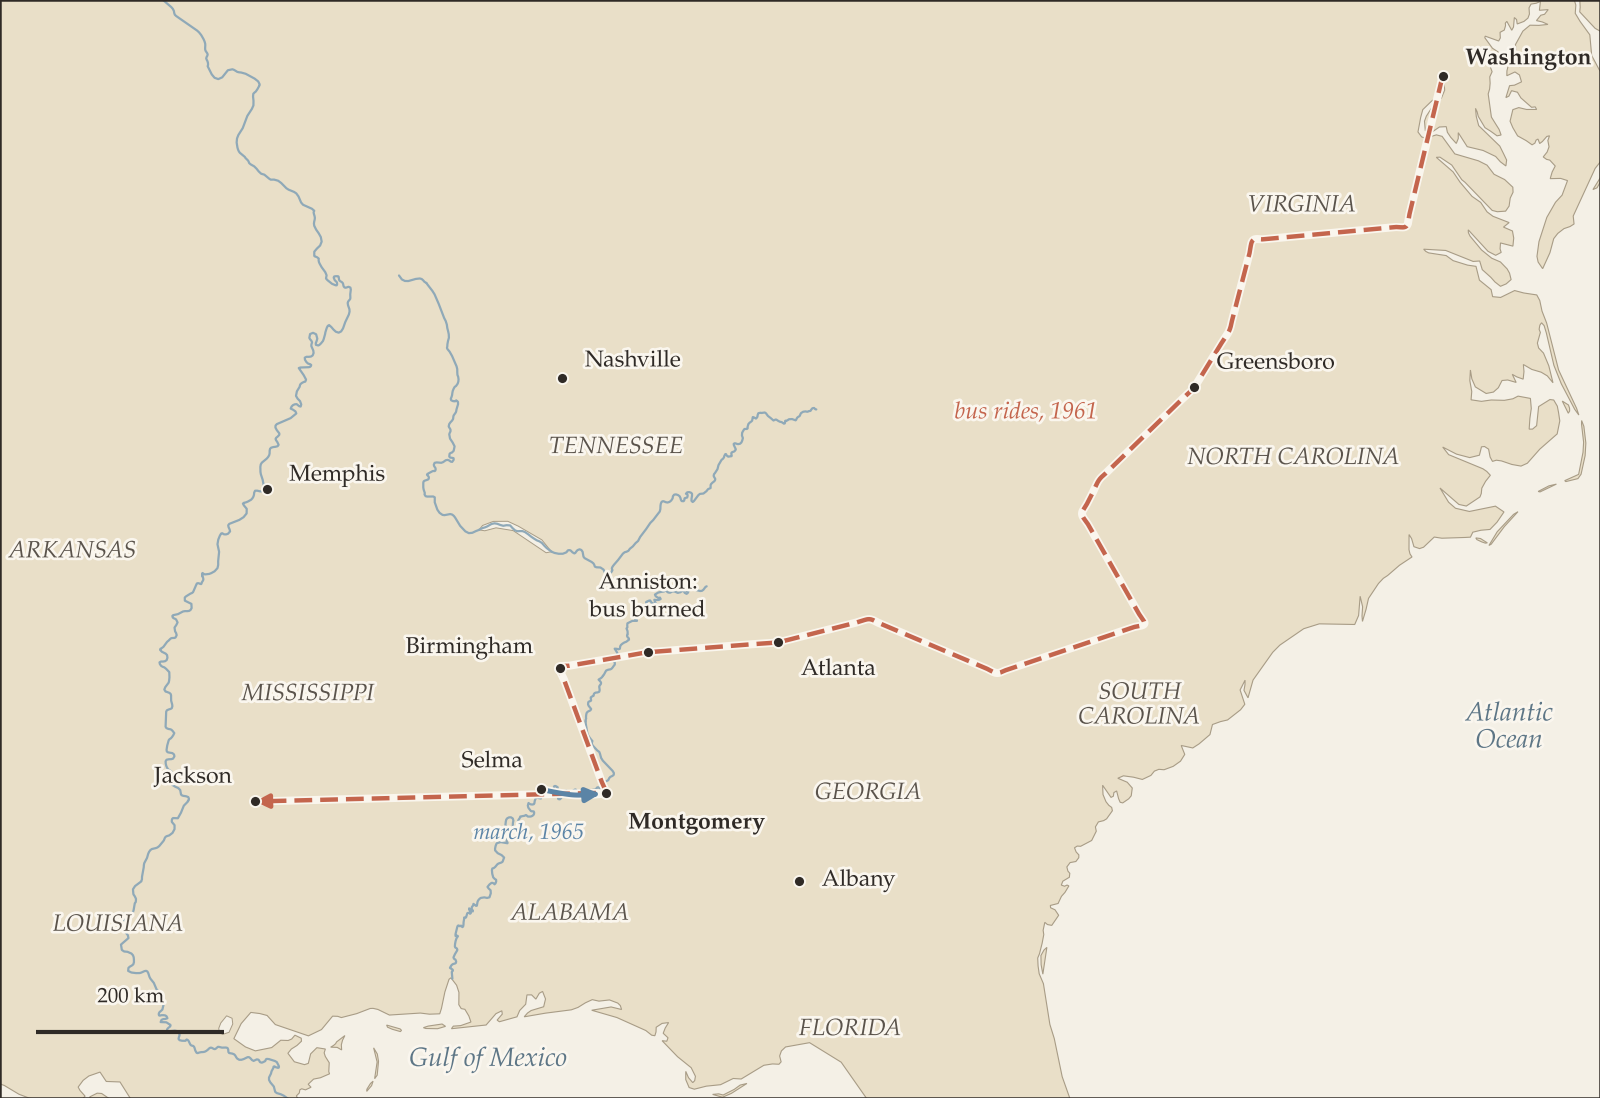 Washington
VIRGINIA
Nashville
Greensboro
bus rides, 1961
TENNESSEE
NORTH CAROLINA
Memphis
ARKANSAS
Anniston:
bus burned
Birmingham
Atlanta
MISSISSIPPI
SOUTH
CAROLINA
Atlantic
Ocean
Selma
Jackson
GEORGIA
Montgomery
march, 1965
Albany
ALABAMA
LOUISIANA
200 km
FLORIDA
Gulf of Mexico